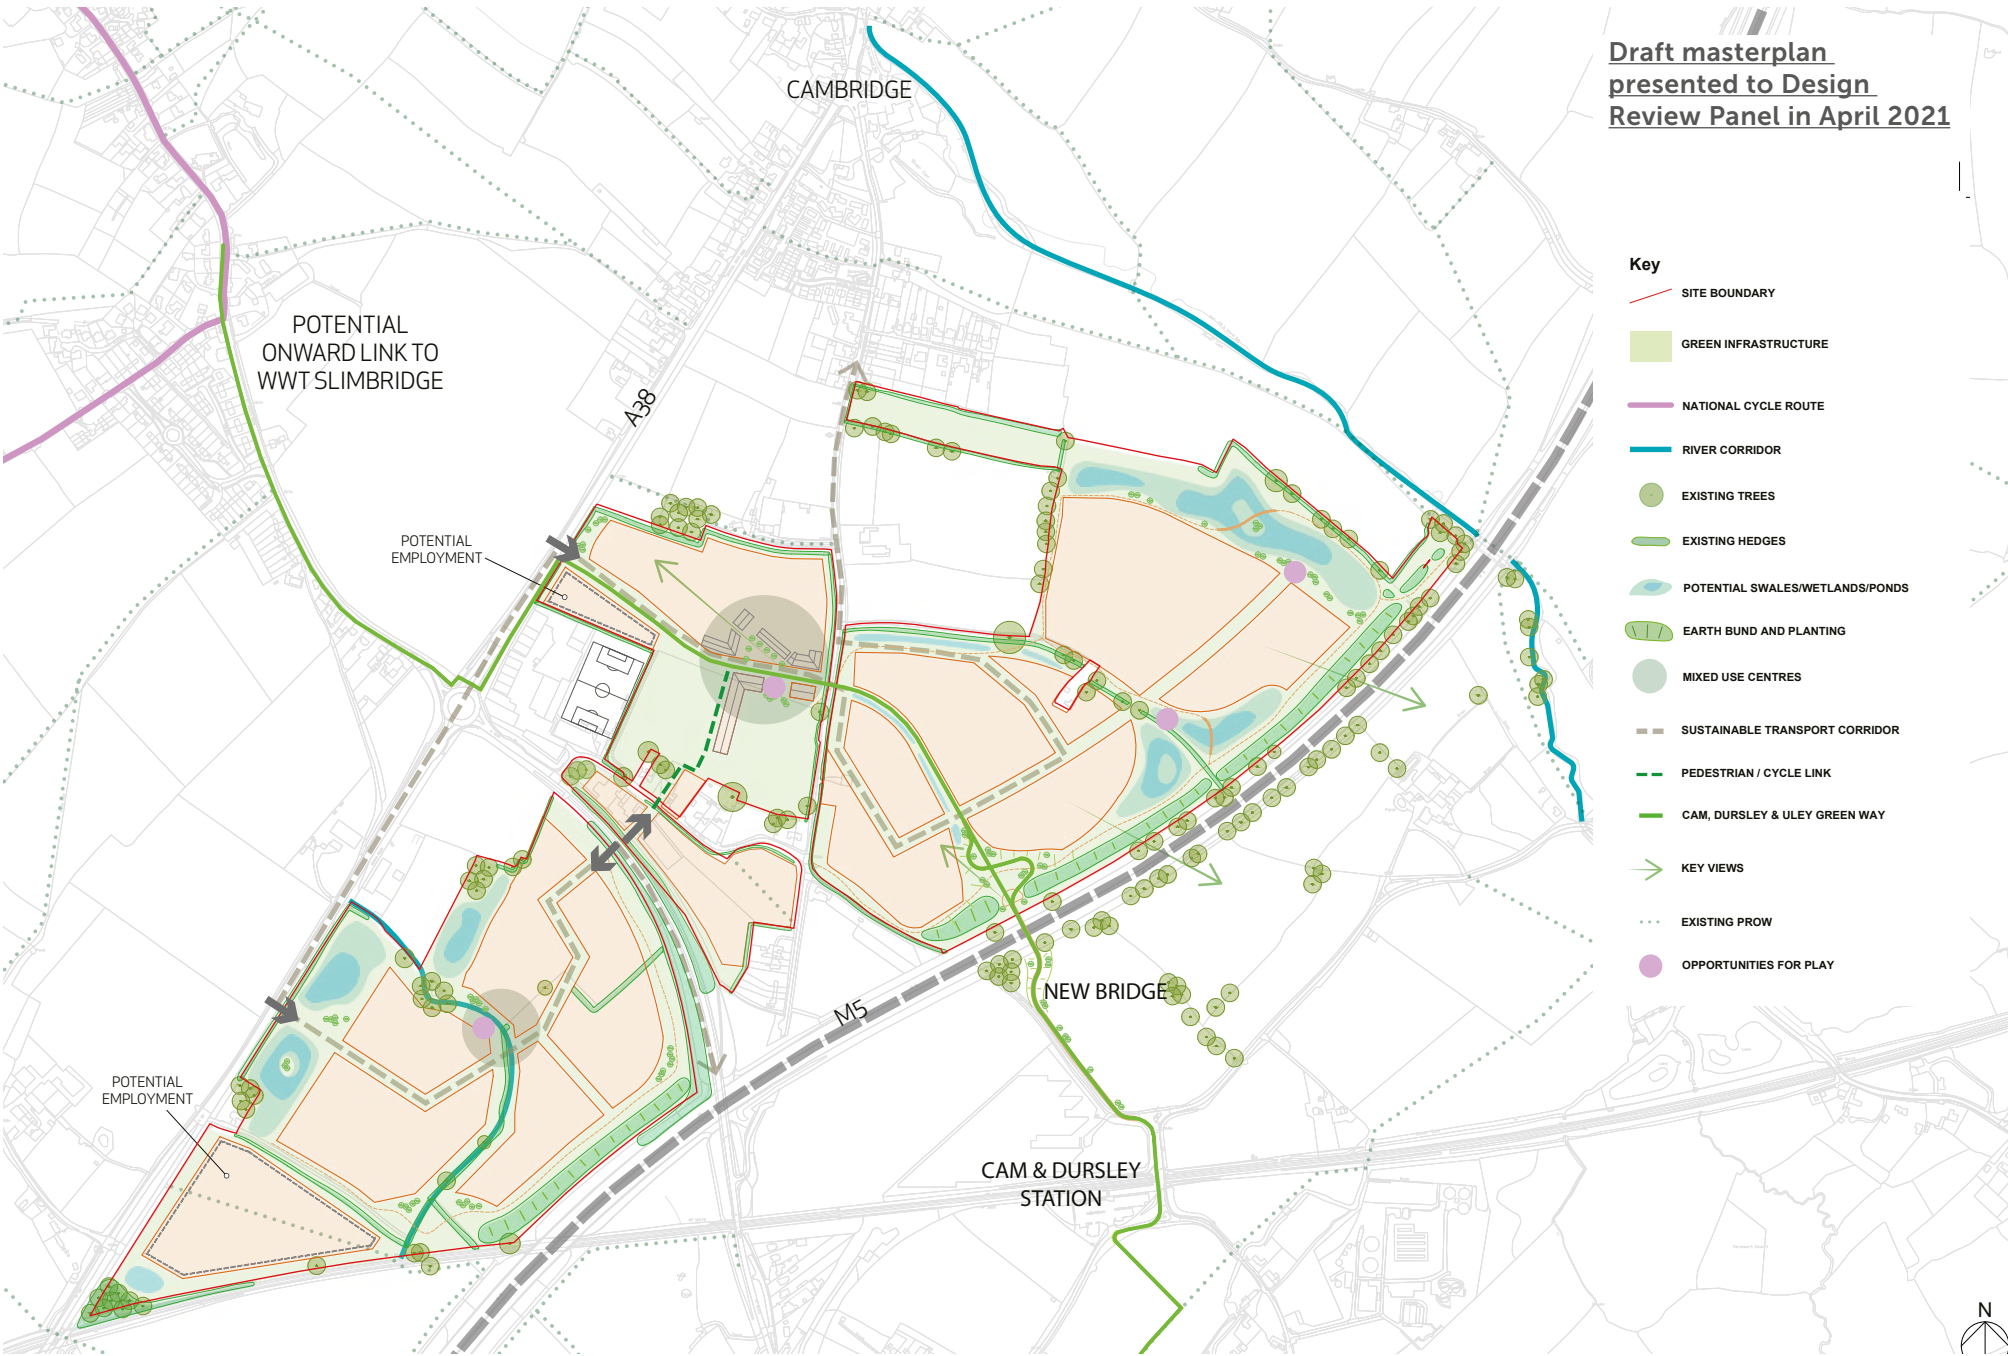 Draft masterplan
presented to Design
Review Panel in April 2021
CAMBRIDGE
POTENTIAL
ONWARD LINK TO
WWT SLIMBRIDGE
A38
POTENTIAL
EMPLOYMENT
M5
NEW BRIDGE
POTENTIAL
EMPLOYMENT
CAM & DURSLEY
STATION
Key
SITE BOUNDARY
GREEN INFRASTRUCTURE
NATIONAL CYCLE ROUTE
RIVER CORRIDOR
EXISTING TREES
EXISTING HEDGES
POTENTIAL SWALES/WETLANDS/PONDS
EARTH BUND AND PLANTING
MIXED USE CENTRES
SUSTAINABLE TRANSPORT CORRIDOR
PEDESTRIAN / CYCLE LINK
CAM, DURSLEY & ULEY GREEN WAY
KEY VIEWS
EXISTING PROW
OPPORTUNITIES FOR PLAY
N